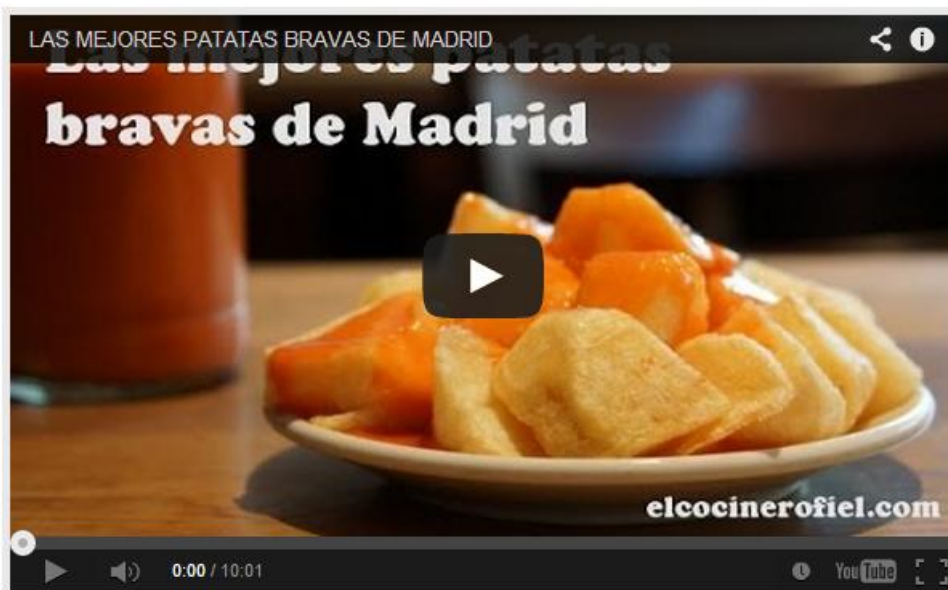 LAS MEJORES PATATAS BRAVAS DE MADRID
Las mejores patatas
bravas de Madrid
elcocinerofiel.com
0:00 / 10:01
YouTube